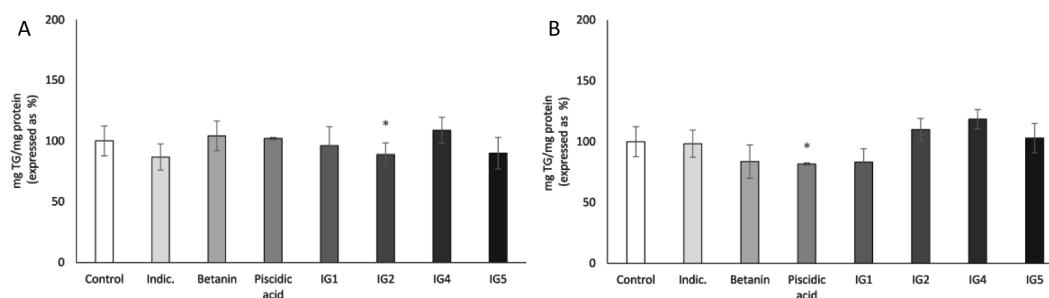 A
200
150
100
50
0
mg TG/mg protein
(expressed as %)
*
Control Indic. Betanin Piscidic acid IG1 IG2 IG4 IG5
B
200
150
100
50
0
mg TG/mg protein
(expressed as %)
*
Control Indic. Betanin Piscidic acid IG1 IG2 IG4 IG5